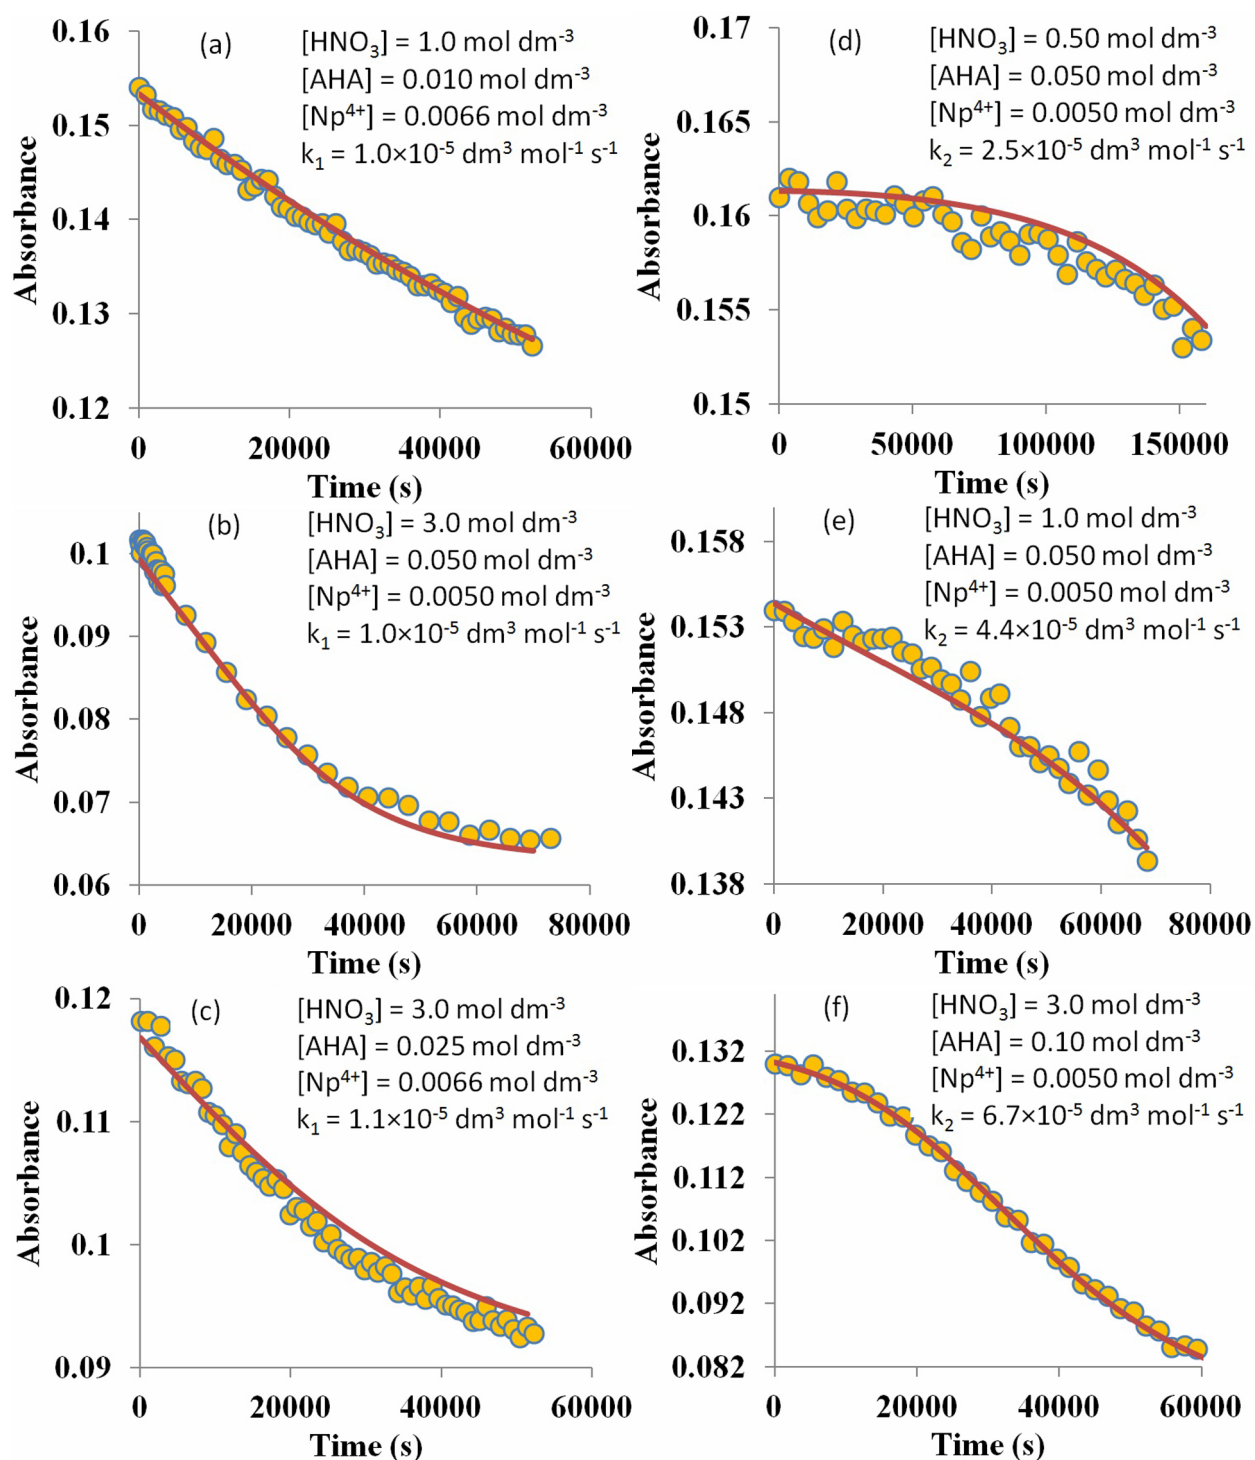 (a)
[HNO₃] = 1.0 mol dm⁻³
[AHA] = 0.010 mol dm⁻³
[Np⁴⁺] = 0.0066 mol dm⁻³
k₁ = 1.0×10⁻⁵ dm³ mol⁻¹ s⁻¹
Absorbance
0.16
0.15
0.14
0.13
0.12
0 20000 40000 60000
Time (s)
(d)
[HNO₃] = 0.50 mol dm⁻³
[AHA] = 0.050 mol dm⁻³
[Np⁴⁺] = 0.0050 mol dm⁻³
k₂ = 2.5×10⁻⁵ dm³ mol⁻¹ s⁻¹
Absorbance
0.17
0.165
0.16
0.155
0.15
0 50000 100000 150000
Time (s)
(b)
[HNO₃] = 3.0 mol dm⁻³
[AHA] = 0.050 mol dm⁻³
[Np⁴⁺] = 0.0050 mol dm⁻³
k₁ = 1.0×10⁻⁵ dm³ mol⁻¹ s⁻¹
Absorbance
0.1
0.09
0.08
0.07
0.06
0 20000 40000 60000 80000
Time (s)
(e)
[HNO₃] = 1.0 mol dm⁻³
[AHA] = 0.050 mol dm⁻³
[Np⁴⁺] = 0.0050 mol dm⁻³
k₂ = 4.4×10⁻⁵ dm³ mol⁻¹ s⁻¹
Absorbance
0.158
0.153
0.148
0.143
0.138
0 20000 40000 60000 80000
Time (s)
(c)
[HNO₃] = 3.0 mol dm⁻³
[AHA] = 0.025 mol dm⁻³
[Np⁴⁺] = 0.0066 mol dm⁻³
k₁ = 1.1×10⁻⁵ dm³ mol⁻¹ s⁻¹
Absorbance
0.12
0.11
0.1
0.09
0 20000 40000 60000
Time (s)
(f)
[HNO₃] = 3.0 mol dm⁻³
[AHA] = 0.10 mol dm⁻³
[Np⁴⁺] = 0.0050 mol dm⁻³
k₂ = 6.7×10⁻⁵ dm³ mol⁻¹ s⁻¹
Absorbance
0.132
0.122
0.112
0.102
0.092
0.082
0 20000 40000 60000
Time (s)